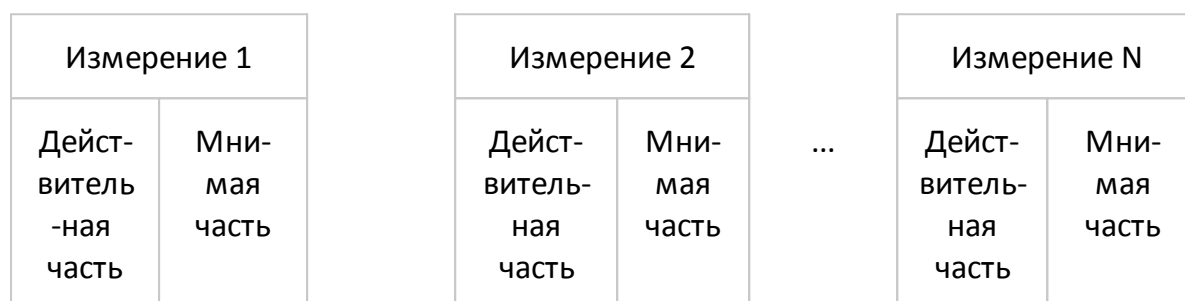 Измерение 1
Дейст-
витель
-ная
часть
Мни-
мая
часть
Измерение 2
Дейст-
витель-
ная
часть
Мни-
мая
часть
...
Измерение N
Дейст-
витель-
ная
часть
Мни-
мая
часть